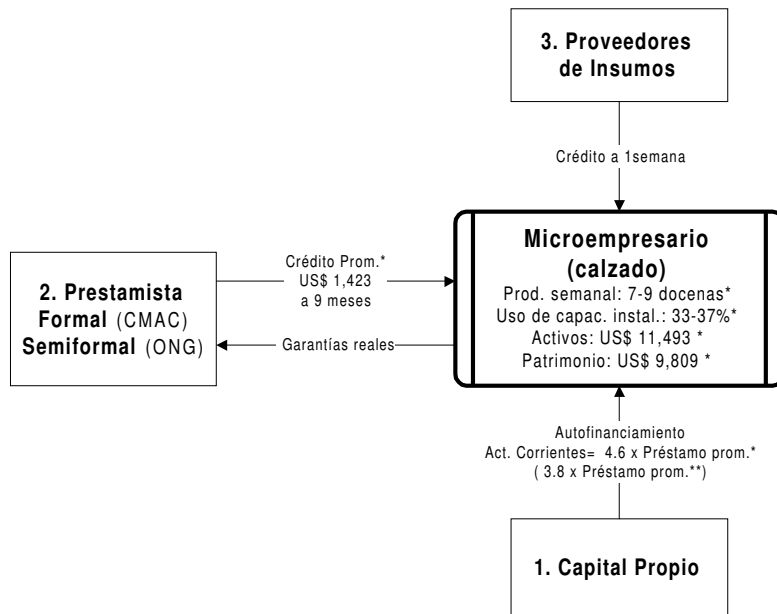 3. Proveedores
de Insumos
Crédito a 1semana
Microempresario
(calzado)
Prod. semanal: 7-9 docenas*
Uso de capac. instal.: 33-37%*
Activos: US$ 11,493 *
Patrimonio: US$ 9,809 *
Crédito Prom.*
US$ 1,423
a 9 meses
2. Prestamista
Formal (CMAC)
Semiformal (ONG)
Garantías reales
Autofinanciamiento
Act. Corrientes= 4.6 x Préstamo prom.*
( 3.8 x Préstamo prom.**)
1. Capital Propio